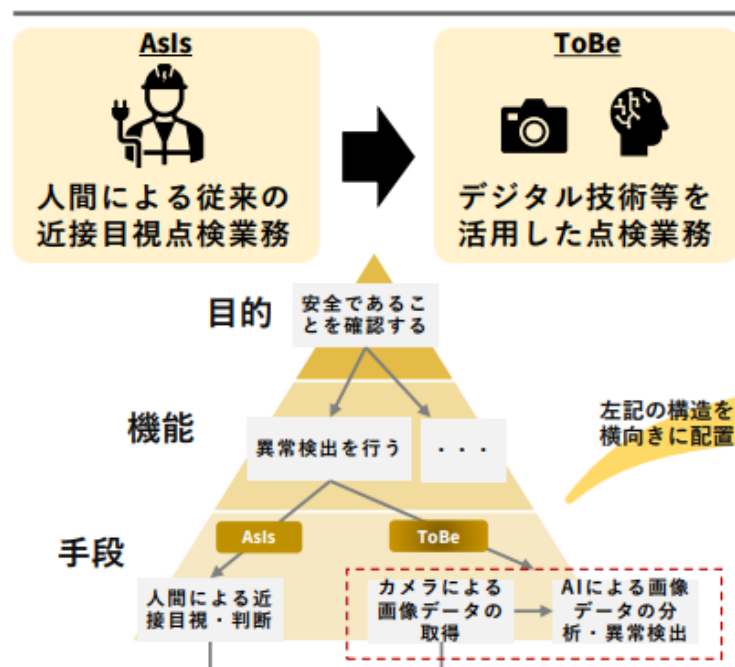 AsIs
人間による従来の
近接目視点検業務
ToBe
デジタル技術等を
活用した点検業務
目的
安全であるこ
とを確認する
機能
異常検出を行う
・・・
左記の構造を
横向きに配置
手段
AsIs
ToBe
人間による近
接目視・判断
カメラによる
画像データの
取得
AIによる画像
データの分
析・異常検出